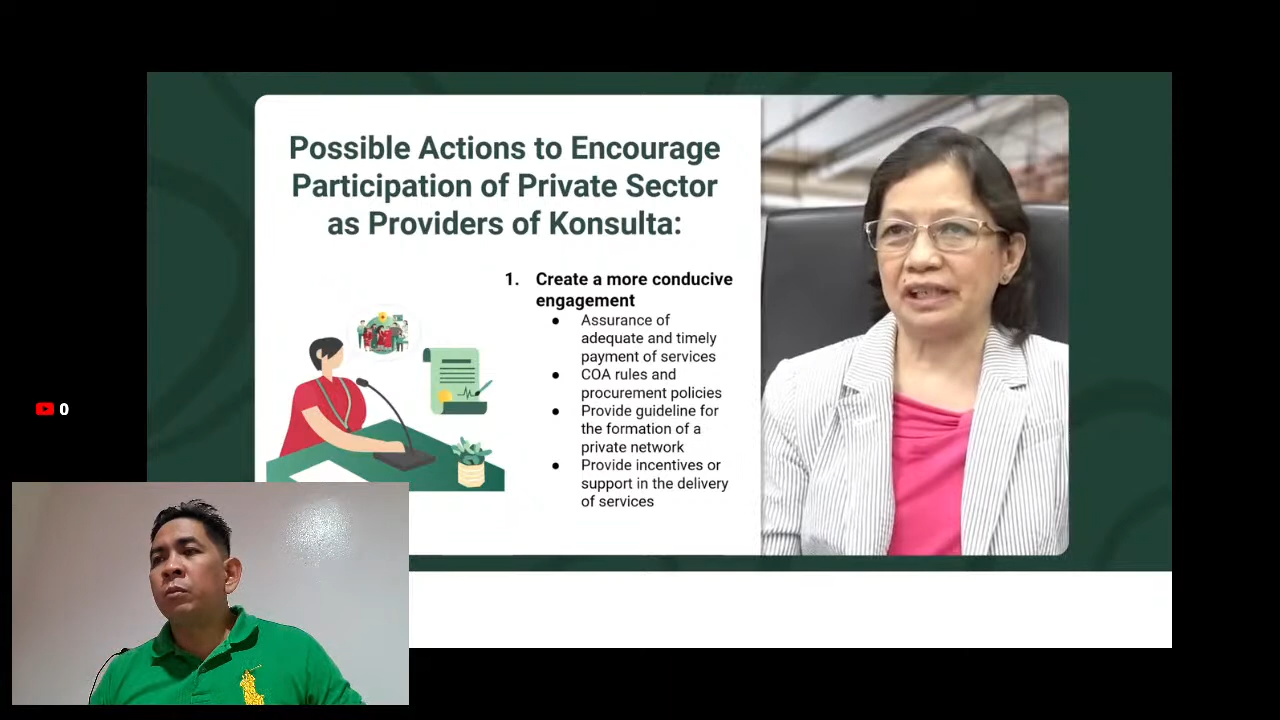 Possible Actions to Encourage
Participation of Private Sector
as Providers of Konsulta:
1. Create a more conducive
engagement
● Assurance of
adequate and timely
payment of services
● COA rules and
procurement policies
● Provide guideline for
the formation of a
private network
● Provide incentives or
support in the delivery
of services
0